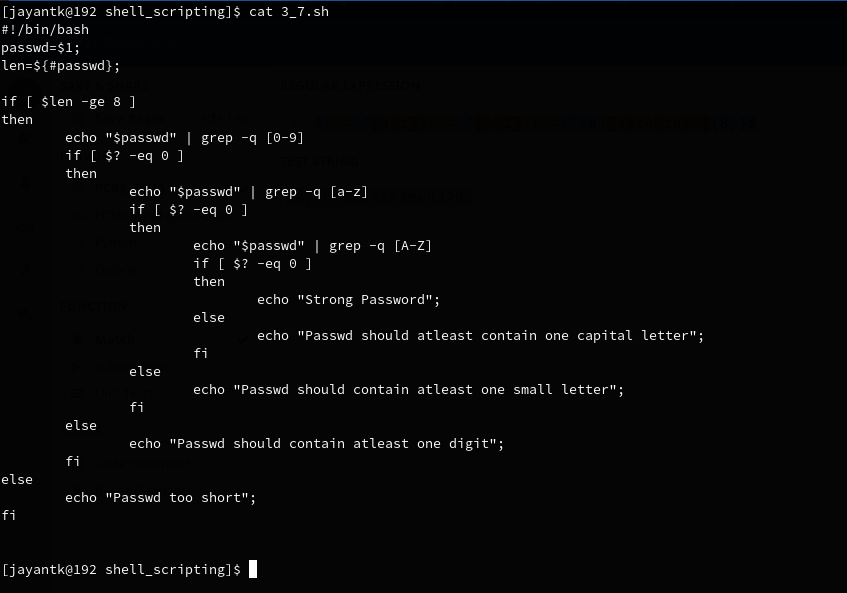 [jayantk@192 shell_scripting]$ cat 3_7.sh
#!/bin/bash
passwd=$1;
len=${#passwd};

if [ $len -ge 8 ]
then
        echo "$passwd" | grep -q [0-9]
        if [ $? -eq 0 ]
        then
                echo "$passwd" | grep -q [a-z]
                if [ $? -eq 0 ]
                then
                        echo "$passwd" | grep -q [A-Z]
                        if [ $? -eq 0 ]
                        then
                                echo "Strong Password";
                        else
                                echo "Passwd should atleast contain one capital letter";
                        fi
                else
                        echo "Passwd should contain atleast one small letter";
                fi
        else
                echo "Passwd should contain atleast one digit";
        fi
else
        echo "Passwd too short";
fi

[jayantk@192 shell_scripting]$